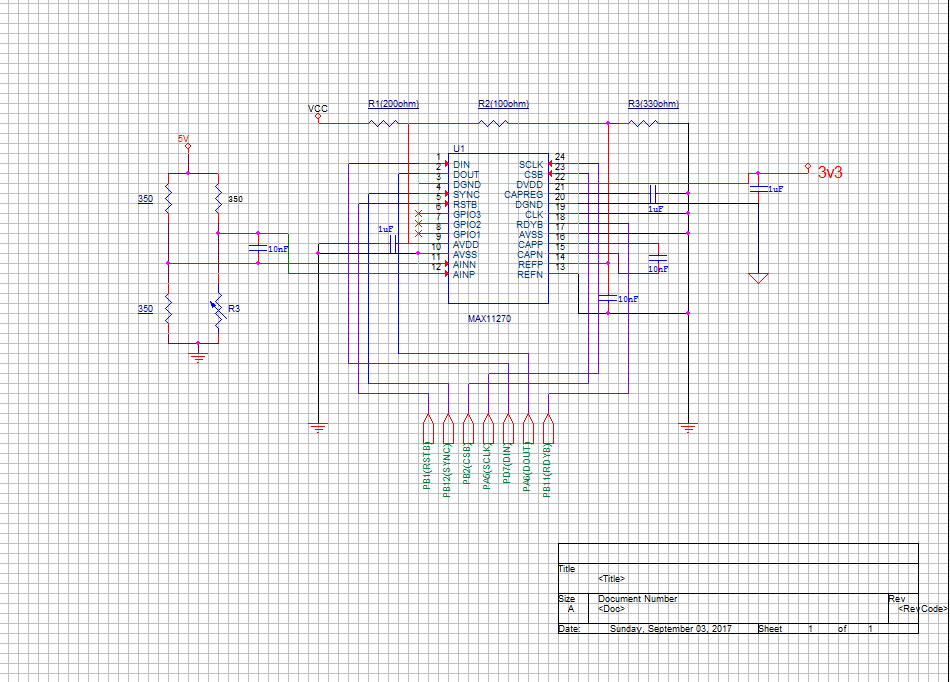 VCC
R1(200ohm)
R2(100ohm)
R3(330ohm)
5V
350
350
350
R3
10nF
U1
1
2
3
4
5
6
7
8
9
10
11
12
DIN
DOUT
DGND
SYNC
RSTB
GPIO3
GPIO2
GPIO1
AVDD
AVSS
AINN
AINP
SCLK
CSB
DVDD
CAPREG
DGND
CLK
RDYB
AVSS
CAPP
CAPN
REFP
REFN
24
23
22
21
20
19
18
17
16
15
14
13
MAX11270
1uF
1uF
10nF
10nF
3v3
1uF
PB1(RSTB)
PB12(SYNC)
PB2(CSB)
PA5(SCLK)
PD7(DIN)
PA6(DOUT)
PB11(RDYB)
Title
<Title>
Size
A
Document Number
<Doc>
Rev
<RevCode>
Date: Sunday, September 03, 2017 Sheet 1 of 1